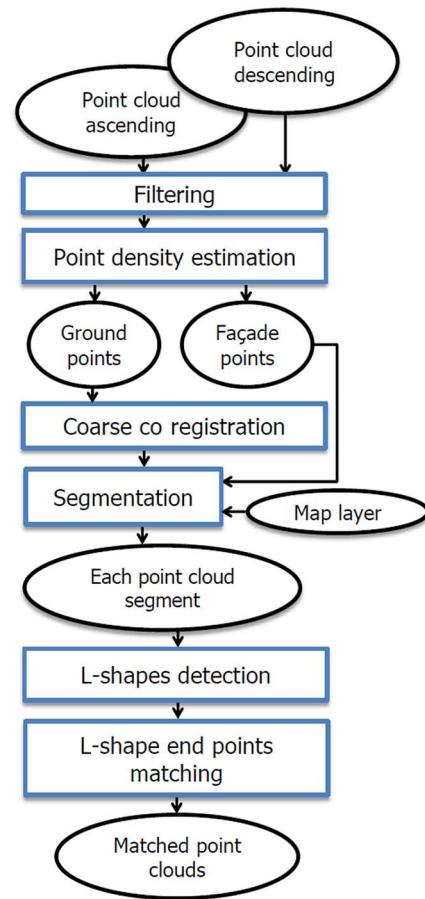 Point cloud
descending
Point cloud
ascending
Filtering
Point density estimation
Ground
points
Façade
points
Coarse co registration
Segmentation
Map layer
Each point cloud
segment
L-shapes detection
L-shape end points
matching
Matched point
clouds